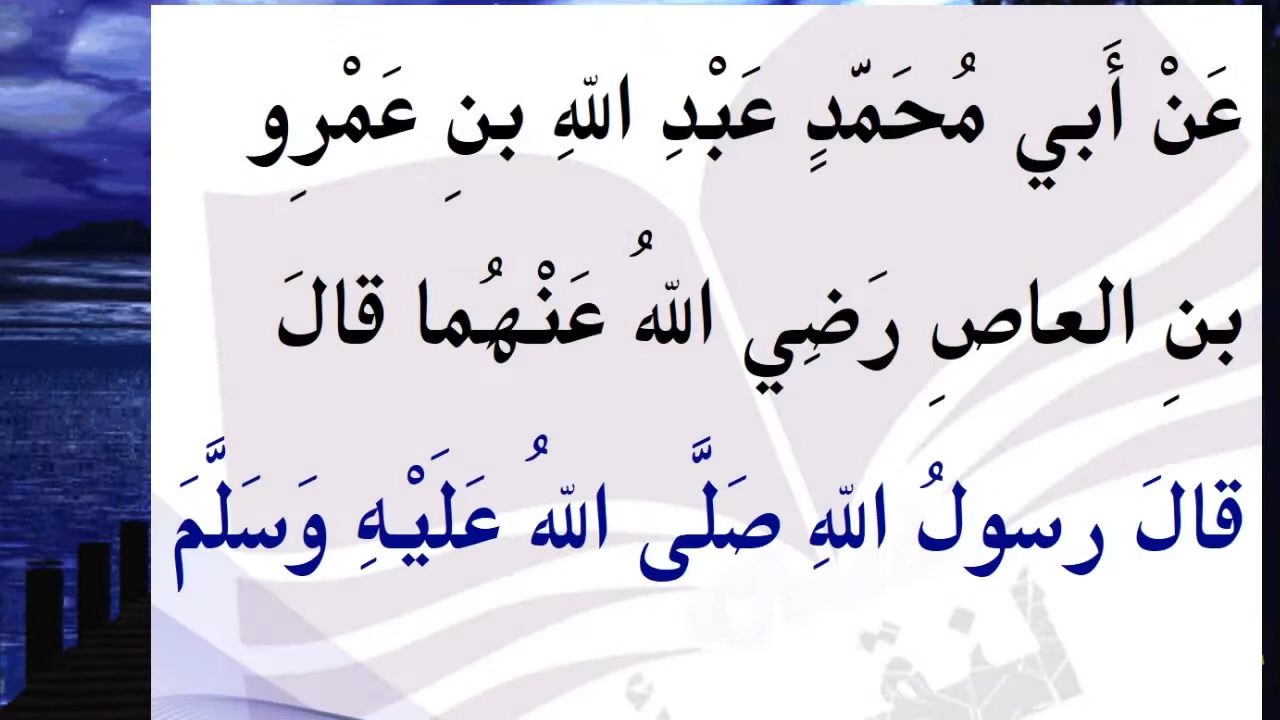 عَنْ أَبي مُحَمّدٍ عَبْدِ اللّهِ بنِ عَمْرِو
بنِ العاصِ رَضِي اللّهُ عَنْهُما قالَ
قالَ رسولُ اللّهِ صَلَّى اللّهُ عَلَيْهِ وَسَلَّمَ